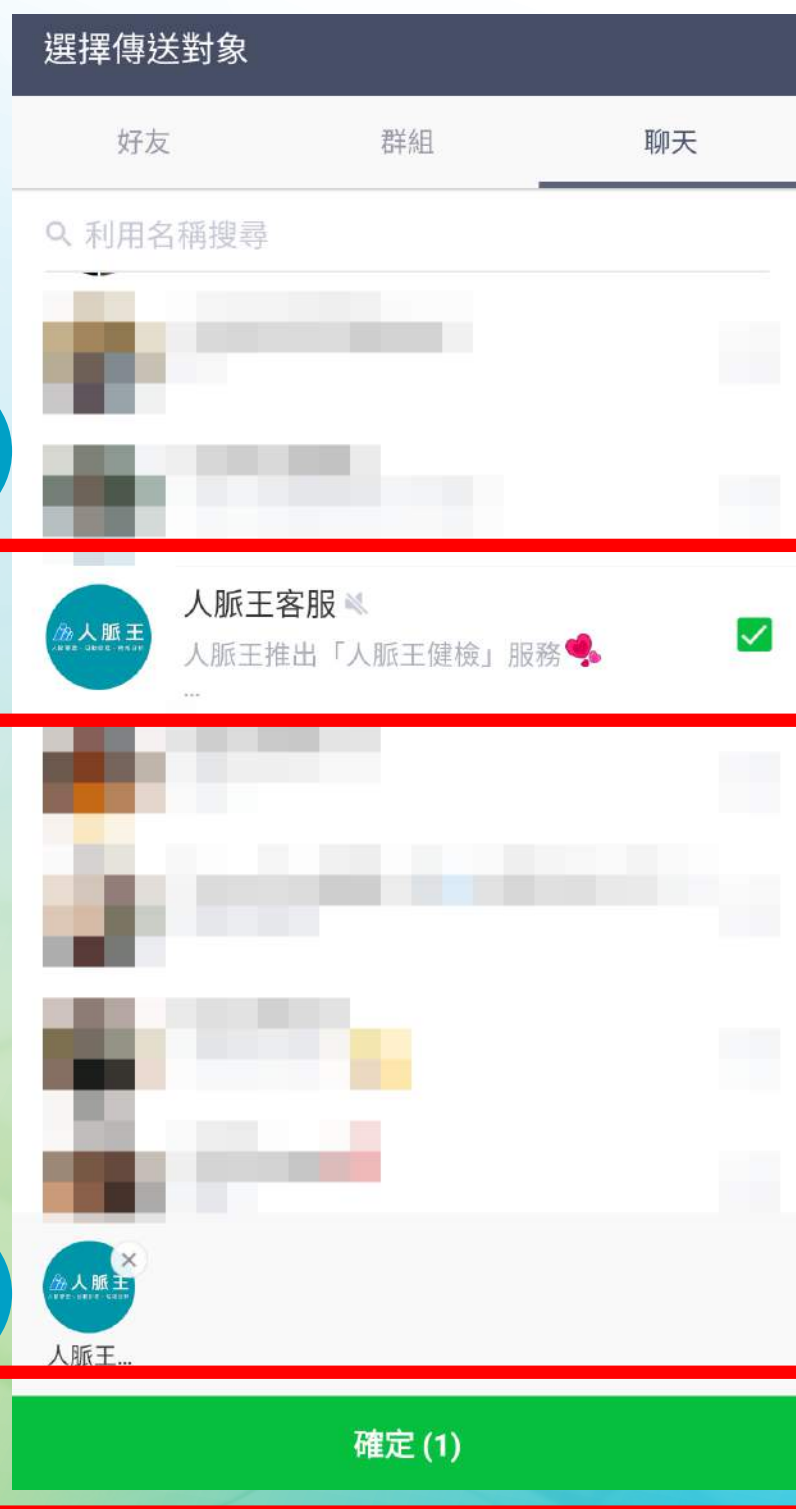 選擇傳送對象
好友 群組 聊天
利用名稱搜尋
人脈王
人脈王客服
人脈王推出「人脈王健檢」服務
...
人脈王
人脈王...
確定 (1)